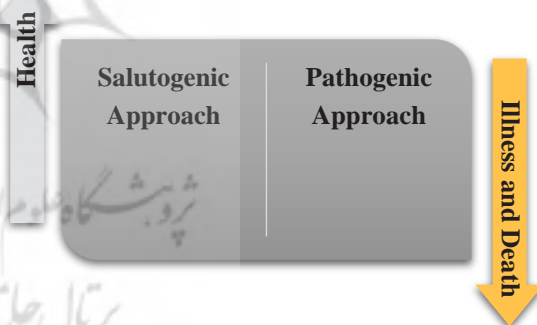 Health
Salutogenic
Approach
Pathogenic
Approach
Illness and Death